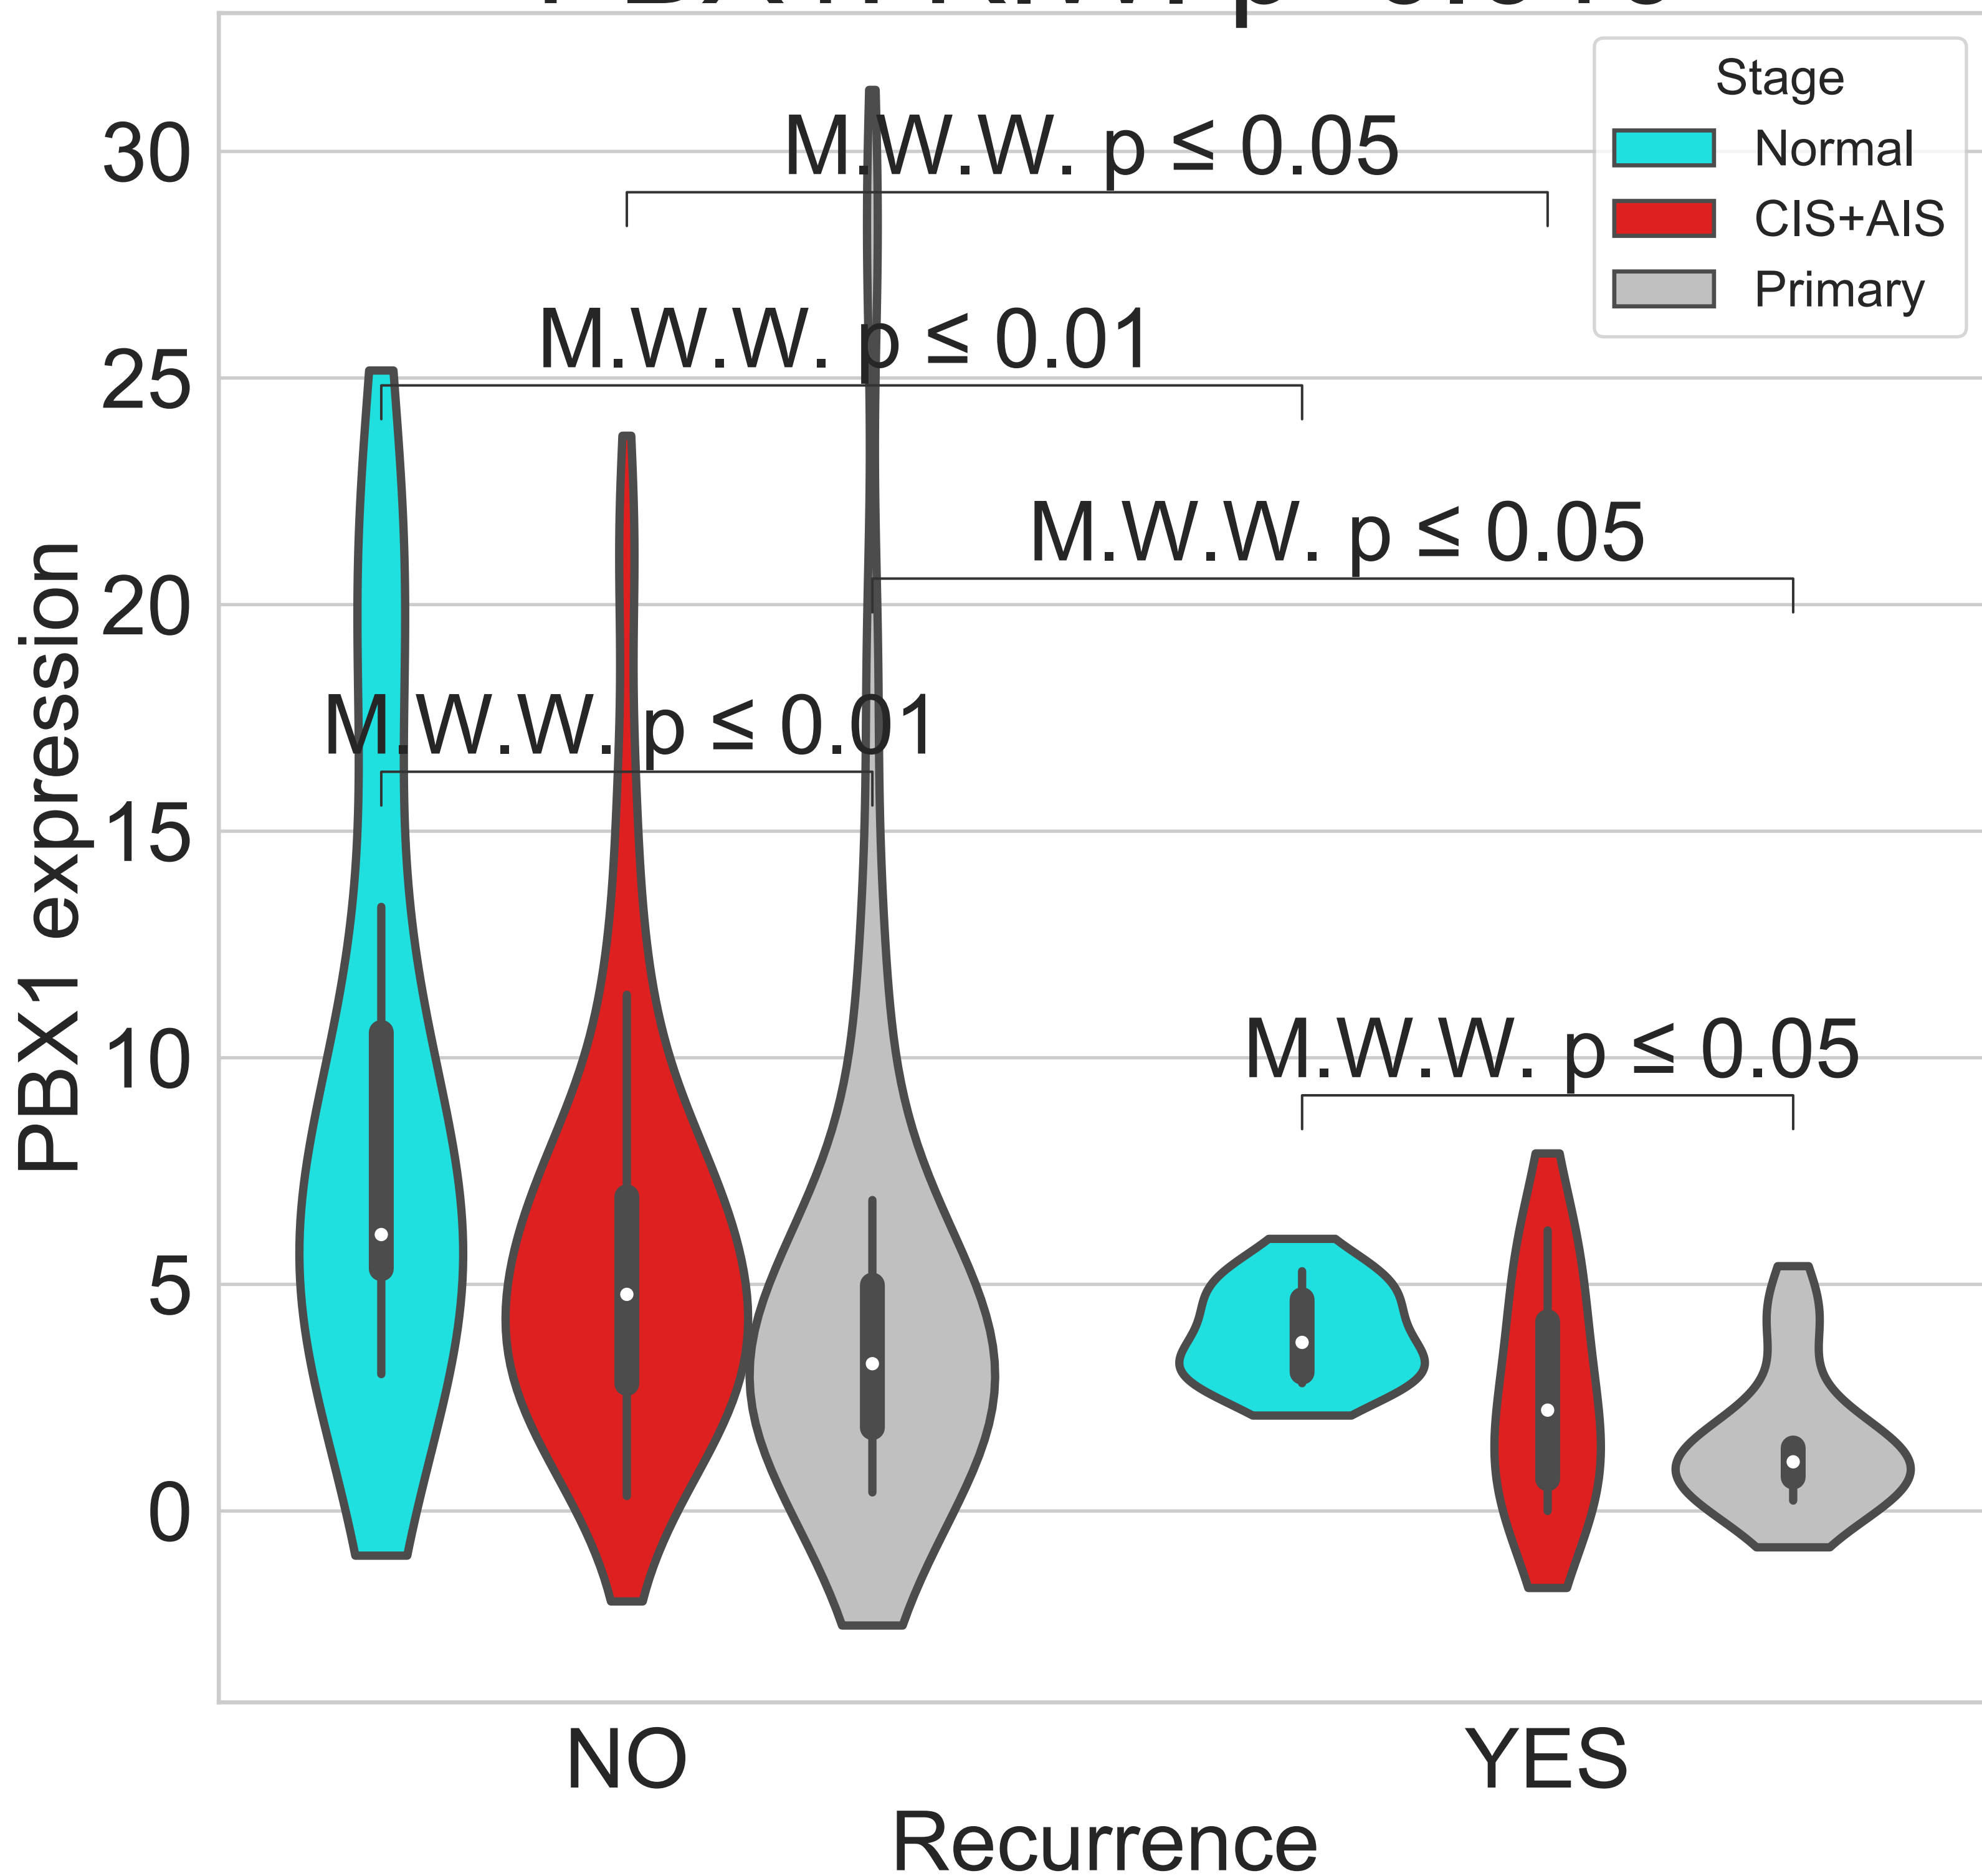 Stage
Normal
CIS+AIS
Primary
M.W.W. p ≤ 0.05
M.W.W. p ≤ 0.01
M.W.W. p ≤ 0.05
M.W.W. p ≤ 0.01
M.W.W. p ≤ 0.05
PBX1 expression
30
25
20
15
10
5
0
NO
YES
Recurrence